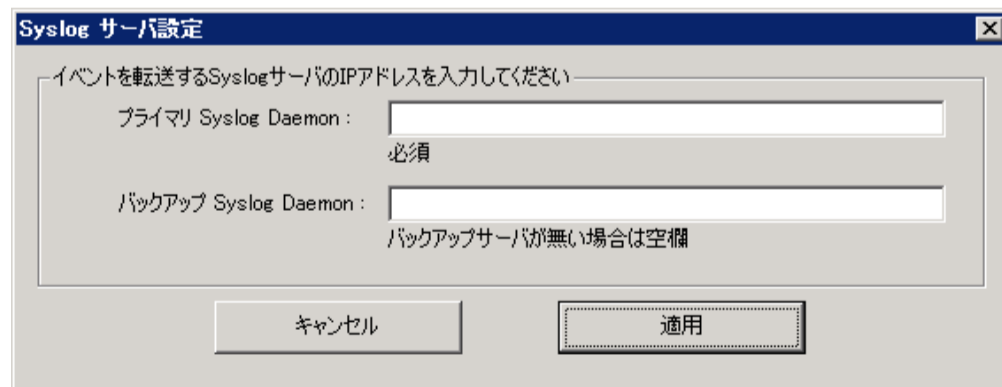 Syslog サーバ設定
イベントを転送するSyslogサーバのIPアドレスを入力してください
プライマリ Syslog Daemon :
必須
バックアップ Syslog Daemon :
バックアップサーバが無い場合は空欄
キャンセル
適用